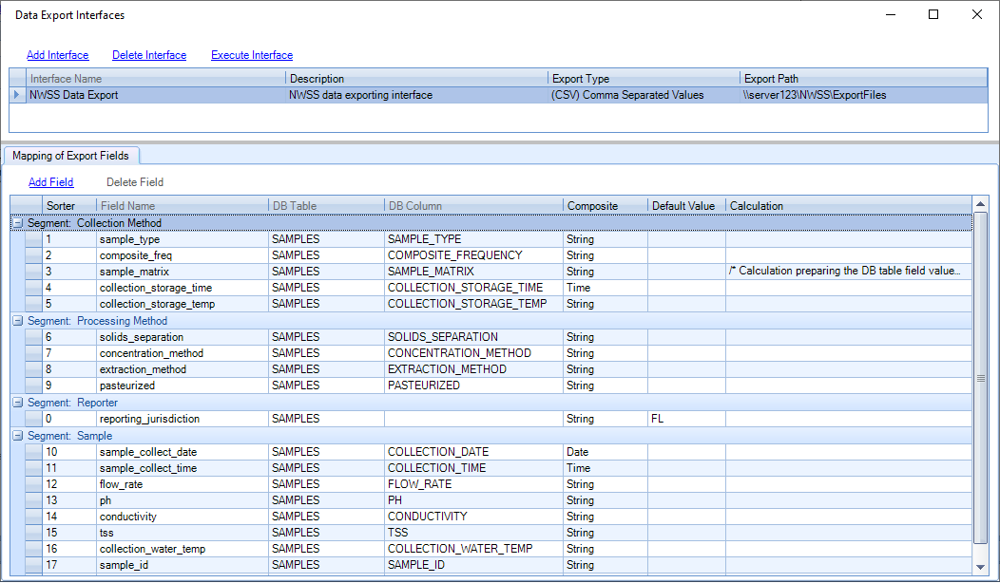 Data Export Interfaces
Add Interface Delete Interface Execute Interface
Interface Name Description Export Type Export Path
NWSS Data Export NWSS data exporting interface (CSV) Comma Separated Values \\server123\NWSS\ExportFiles
Mapping of Export Fields
Add Field Delete Field
Sorter Field Name DB Table DB Column Composite Default Value Calculation
Segment: Collection Method
1 sample_type SAMPLES SAMPLE_TYPE String
2 composite_freq SAMPLES COMPOSITE_FREQUENCY String
3 sample_matrix SAMPLES SAMPLE_MATRIX String /* Calculation preparing the DB table field value...
4 collection_storage_time SAMPLES COLLECTION_STORAGE_TIME Time
5 collection_storage_temp SAMPLES COLLECTION_STORAGE_TEMP String
Segment: Processing Method
6 solids_separation SAMPLES SOLIDS_SEPARATION String
7 concentration_method SAMPLES CONCENTRATION_METHOD String
8 extraction_method SAMPLES EXTRACTION_METHOD String
9 pasteurized SAMPLES PASTEURIZED String
Segment: Reporter
0 reporting_jurisdiction SAMPLES String FL
Segment: Sample
10 sample_collect_date SAMPLES COLLECTION_DATE Date
11 sample_collect_time SAMPLES COLLECTION_TIME Time
12 flow_rate SAMPLES FLOW_RATE String
13 ph SAMPLES PH String
14 conductivity SAMPLES CONDUCTIVITY String
15 tss SAMPLES TSS String
16 collection_water_temp SAMPLES COLLECTION_WATER_TEMP String
17 sample_id SAMPLES SAMPLE_ID String